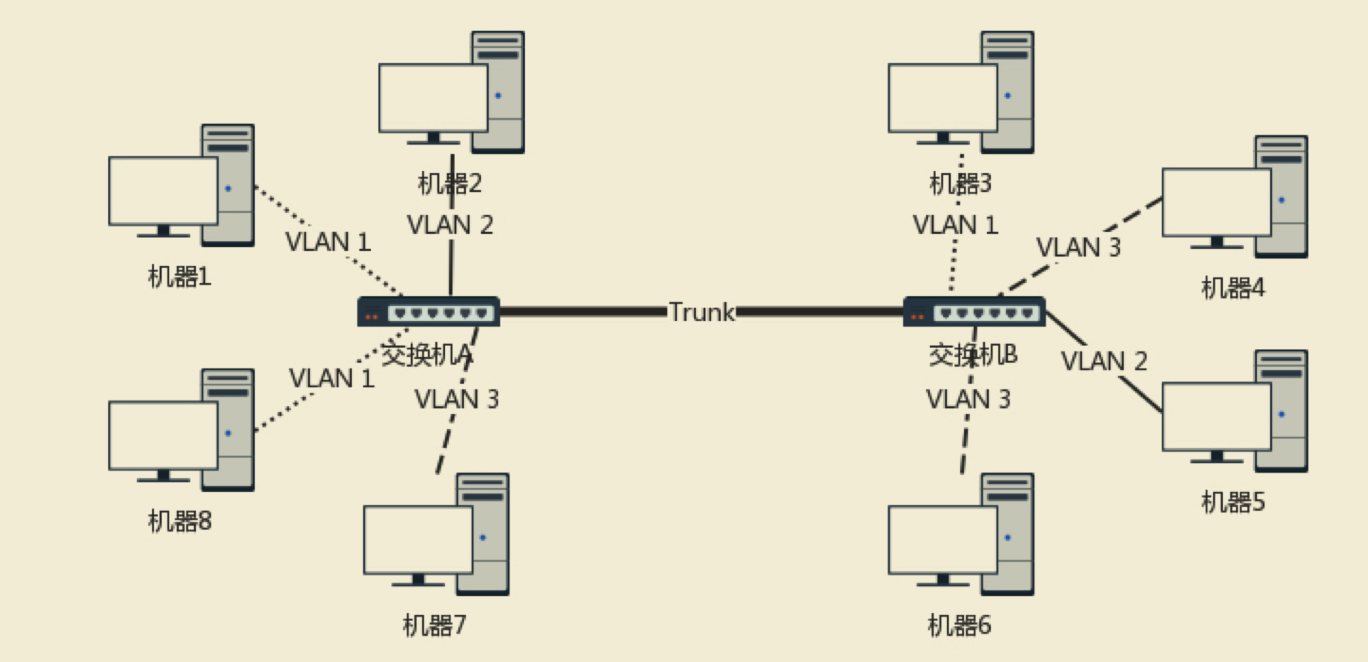 机器2
机器3
VLAN 2
VLAN 1
VLAN 1
VLAN 3
机器1
机器4
Trunk
交换机A
交换机B
VLAN 2
VLAN 1
VLAN 3
VLAN 3
机器8
机器5
机器7
机器6